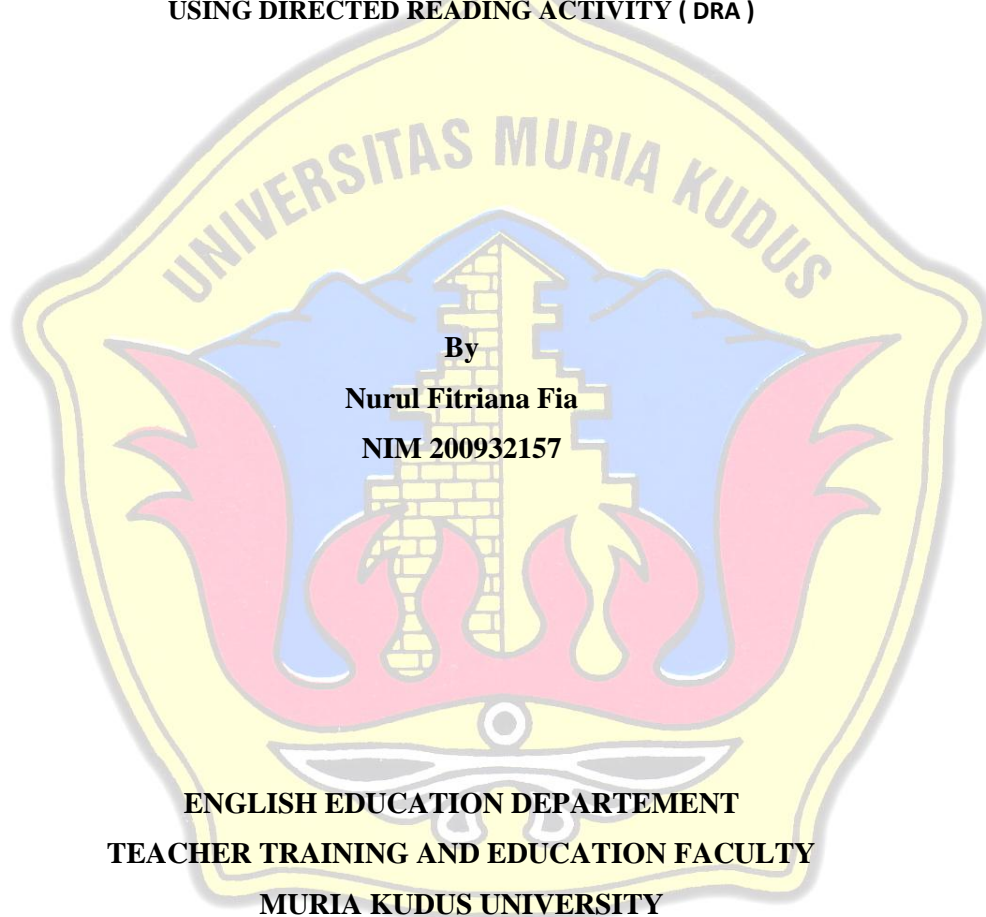 USING DIRECTED READING ACTIVITY ( DRA )
UNIVERSITAS MURIA KUDUS
By
Nurul Fitriana Fia
NIM 200932157
ENGLISH EDUCATION DEPARTEMENT
TEACHER TRAINING AND EDUCATION FACULTY
MURIA KUDUS UNIVERSITY